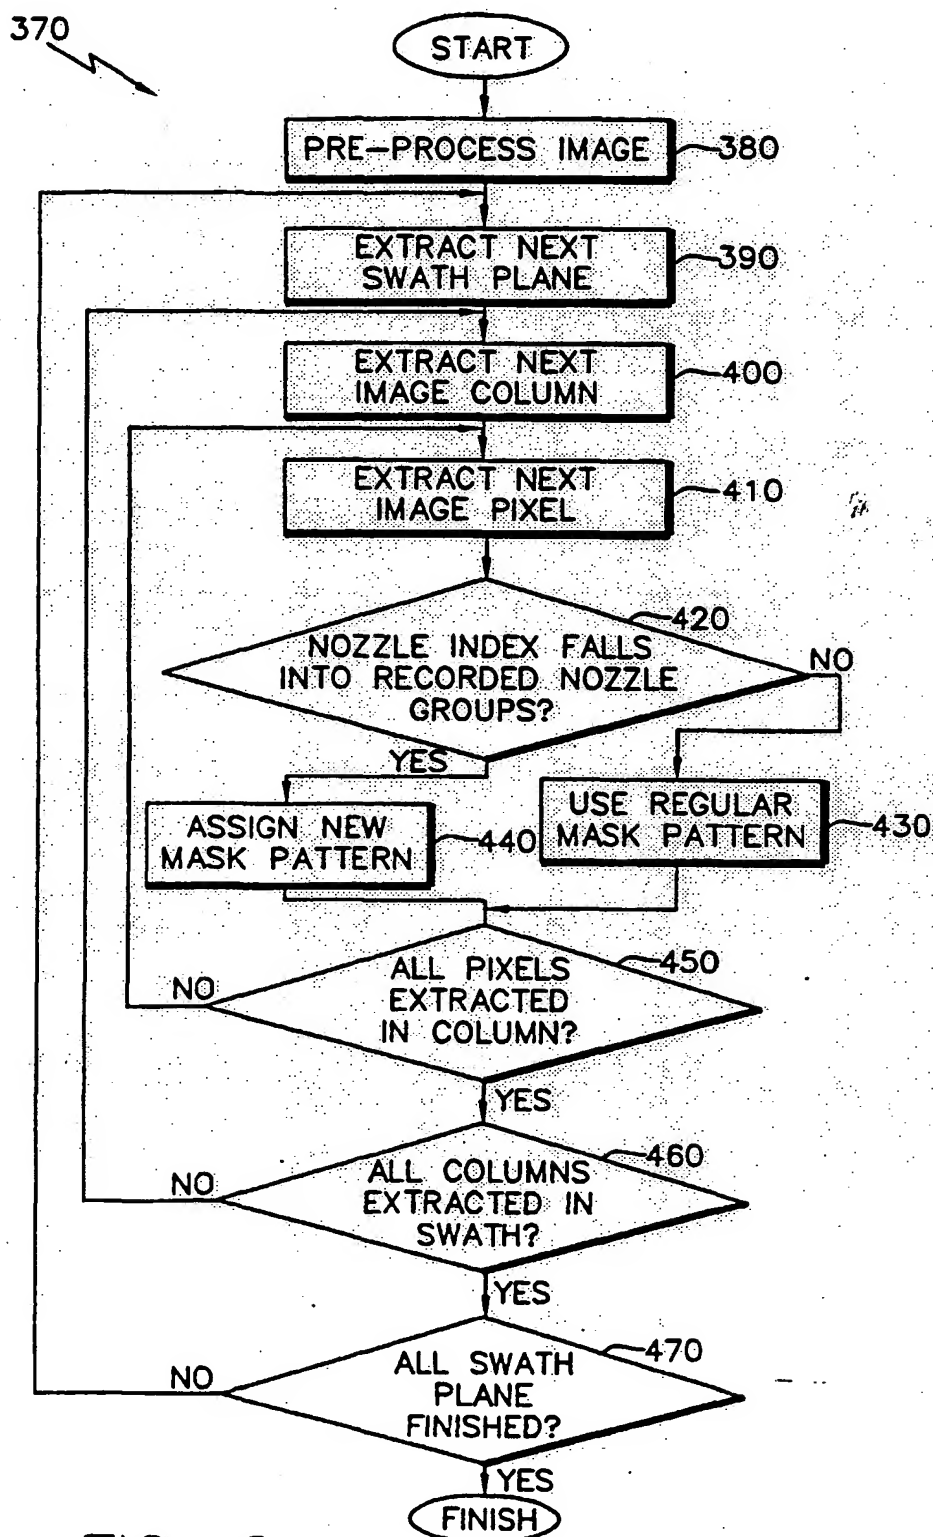 370
START
PRE-PROCESS IMAGE
380
EXTRACT NEXT
SWATH PLANE
390
EXTRACT NEXT
IMAGE COLUMN
400
EXTRACT NEXT
IMAGE PIXEL
410
420
NOZZLE INDEX FALLS
INTO RECORDED NOZZLE
GROUPS?
NO
YES
ASSIGN NEW
MASK PATTERN
440
USE REGULAR
MASK PATTERN
430
450
ALL PIXELS
EXTRACTED
IN COLUMN?
NO
YES
460
ALL COLUMNS
EXTRACTED IN
SWATH?
NO
YES
470
ALL SWATH
PLANE
FINISHED?
NO
YES
FINISH